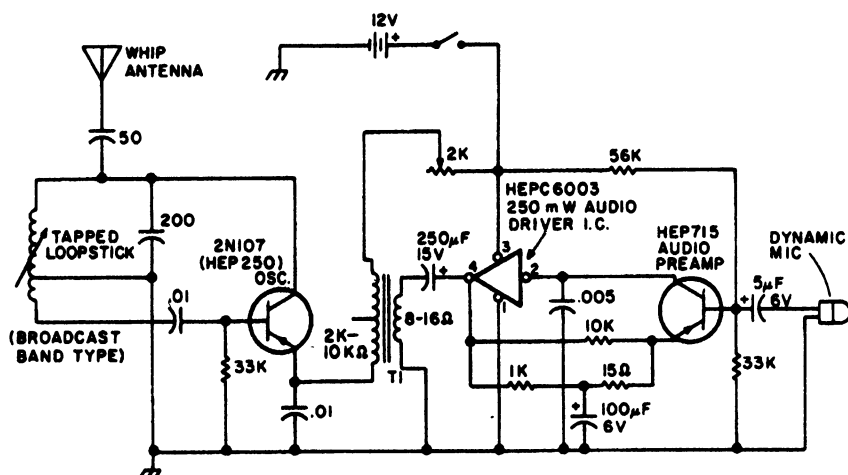 12V
+
WHIP
ANTENNA
50
2K
56K
HEPC6003
250 mW AUDIO
DRIVER I.C.
TAPPED
LOOPSTICK
200
2N107
(HEP250)
OSC.
250µF
15V
+
3
4
2
1
HEP715
AUDIO
PREAMP
DYNAMIC
MIC
+
5µF
6V
.01
.005
(BROADCAST
BAND TYPE)
2K-
10KΩ
8-16Ω
T1
10K
33K
1K
15Ω
33K
.01
+
100µF
6V